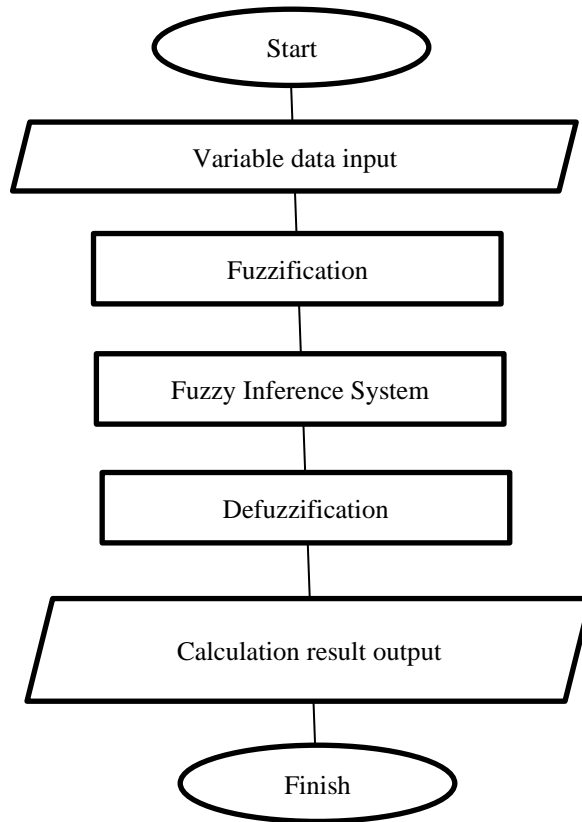 Start
Variable data input
Fuzzification
Fuzzy Inference System
Defuzzification
Calculation result output
Finish